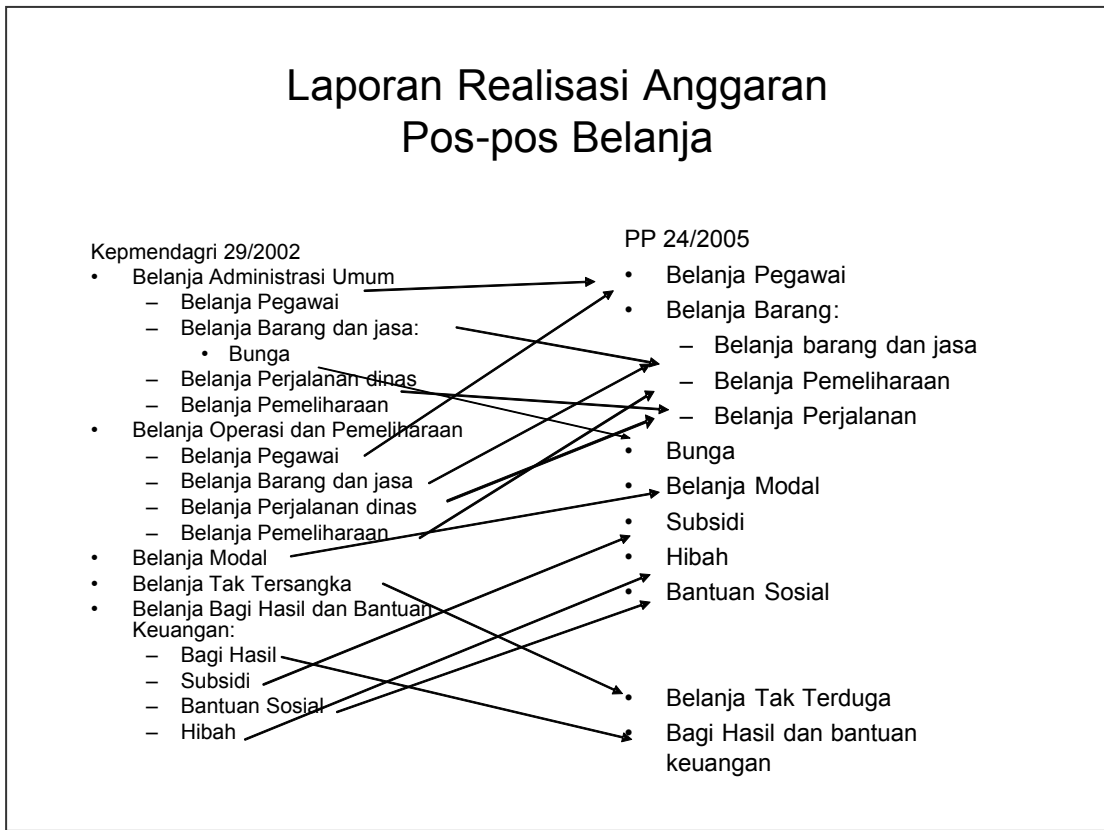 Laporan Realisasi Anggaran
Pos-pos Belanja
Kepmendagri 29/2002
• Belanja Administrasi Umum
– Belanja Pegawai
– Belanja Barang dan jasa:
• Bunga
– Belanja Perjalanan dinas
– Belanja Pemeliharaan
• Belanja Operasi dan Pemeliharaan
– Belanja Pegawai
– Belanja Barang dan jasa
– Belanja Perjalanan dinas
– Belanja Pemeliharaan
• Belanja Modal
• Belanja Tak Tersangka
• Belanja Bagi Hasil dan Bantuan
Keuangan:
– Bagi Hasil
– Subsidi
– Bantuan Sosial
– Hibah
PP 24/2005
• Belanja Pegawai
• Belanja Barang:
– Belanja barang dan jasa
– Belanja Pemeliharaan
– Belanja Perjalanan
• Bunga
• Belanja Modal
• Subsidi
• Hibah
• Bantuan Sosial
• Belanja Tak Terduga
• Bagi Hasil dan bantuan
keuangan